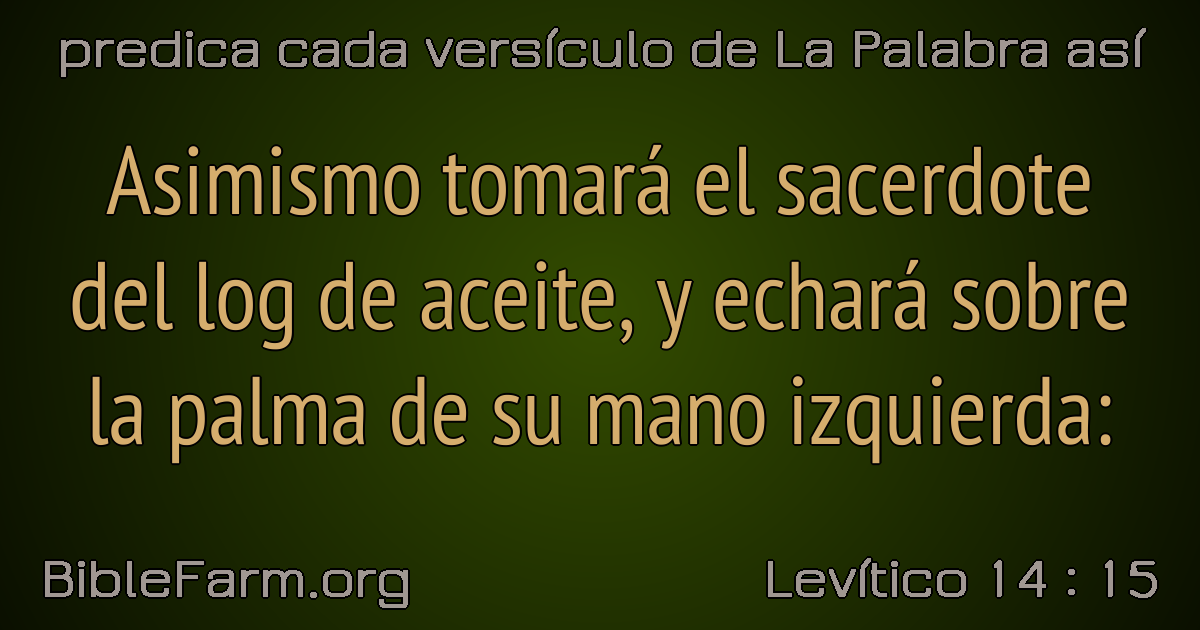 predica cada versículo de La Palabra así
Asimismo tomará el sacerdote
del log de aceite, y echará sobre
la palma de su mano izquierda:
BibleFarm.org
Levítico 14 : 15